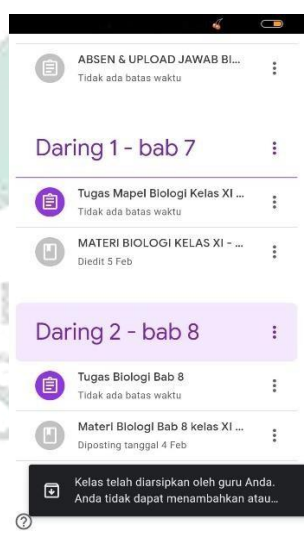 ABSEN & UPLOAD JAWAB BI...
Tidak ada batas waktu
Daring 1 - bab 7
Tugas Mapel Biologi Kelas XI ...
Tidak ada batas waktu
MATERI BIOLOGI KELAS XI - ...
Diedit 5 Feb
Daring 2 - bab 8
Tugas Biologi Bab 8
Tidak ada batas waktu
Materi Biologi Bab 8 kelas XI ...
Diposting tanggal 4 Feb
Kelas telah diarsipkan oleh guru Anda.
Anda tidak dapat menambahkan atau...